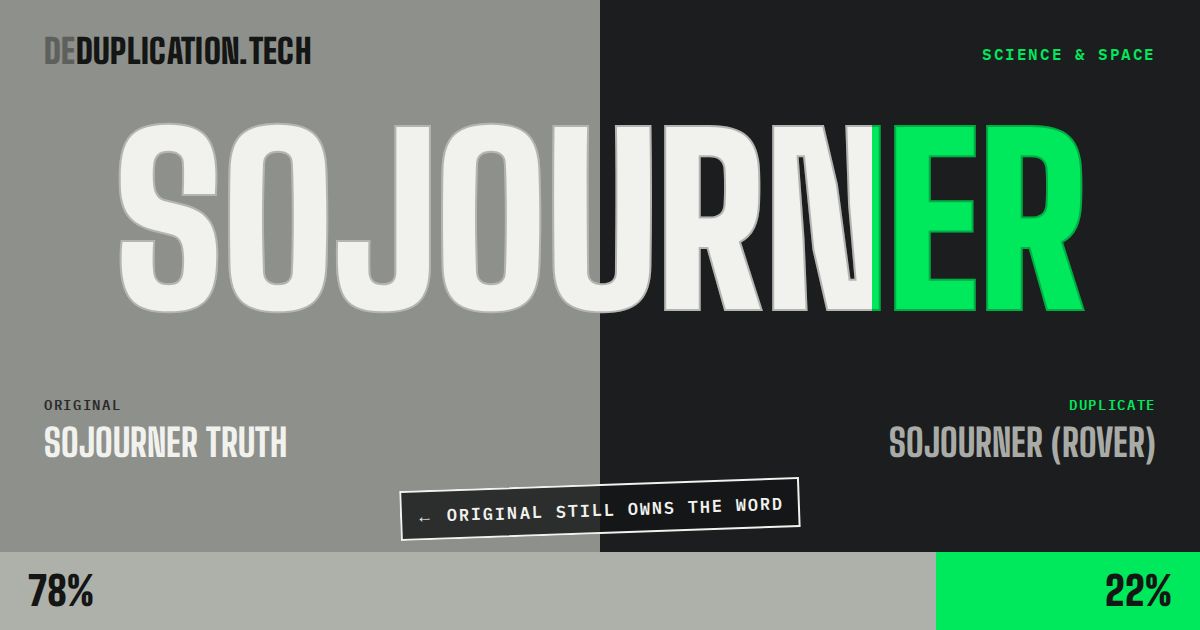 DEDUPLICATION.TECH
SCIENCE & SPACE
SOJOURNER
ORIGINAL
SOJOURNER TRUTH
DUPLICATE
SOJOURNER (ROVER)
← ORIGINAL STILL OWNS THE WORD
78%
22%